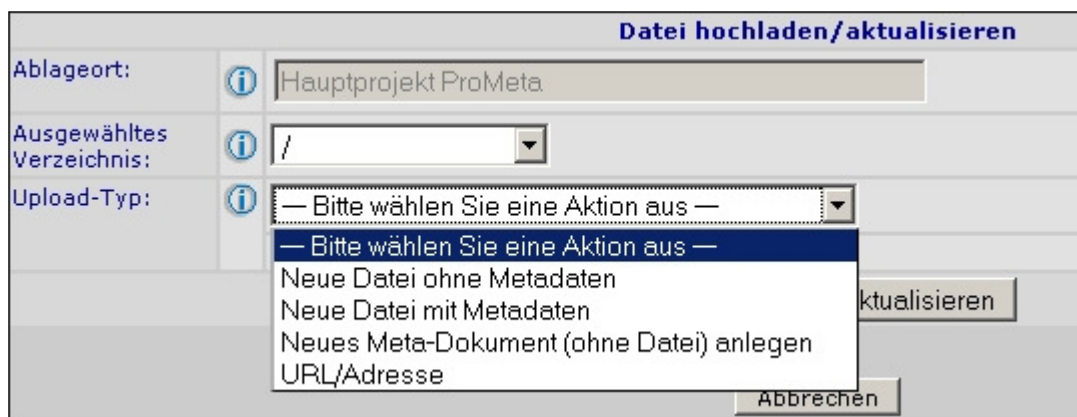 Datei hochladen/aktualisieren
Ablageort:
Hauptprojekt ProMeta
Ausgewähltes
Verzeichnis:
/
Upload-Typ:
— Bitte wählen Sie eine Aktion aus —
— Bitte wählen Sie eine Aktion aus —
Neue Datei ohne Metadaten
Neue Datei mit Metadaten
Neues Meta-Dokument (ohne Datei) anlegen
URL/Adresse
ktualisieren
Abbrechen